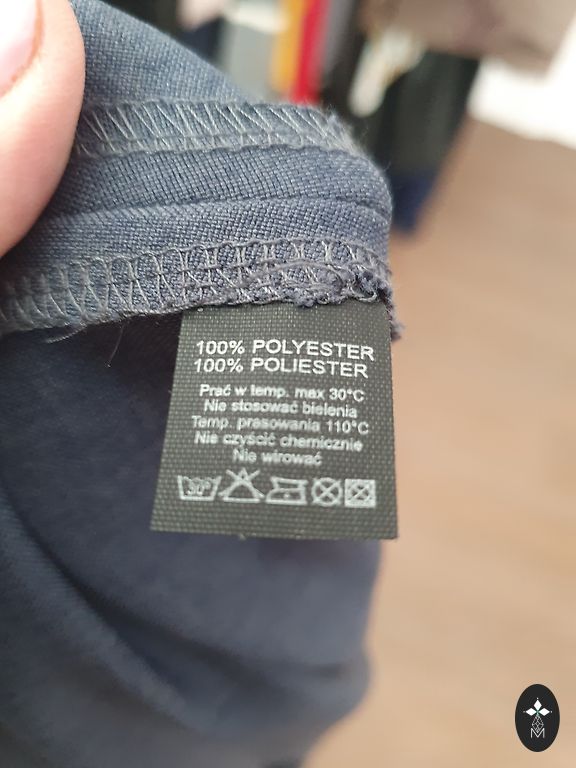 100% POLYESTER
100% POLIESTER
Prać w temp. max 30°C
Nie stosować bielenia
Temp. prasowania 110°C
Nie czyścić chemicznie
Nie wirować
30°
M